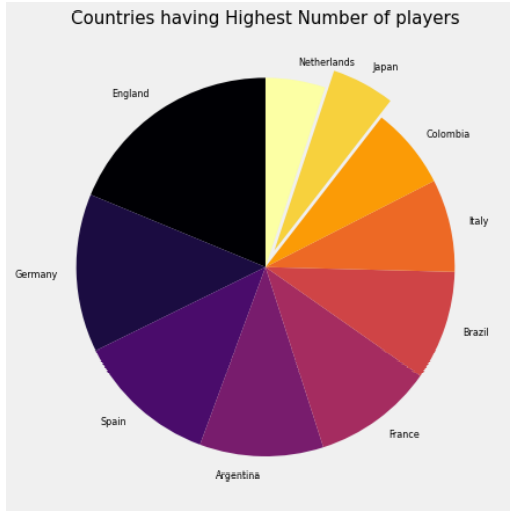 Countries having Highest Number of players
Netherlands
Japan
England
Colombia
Italy
Germany
Brazil
Spain
France
Argentina